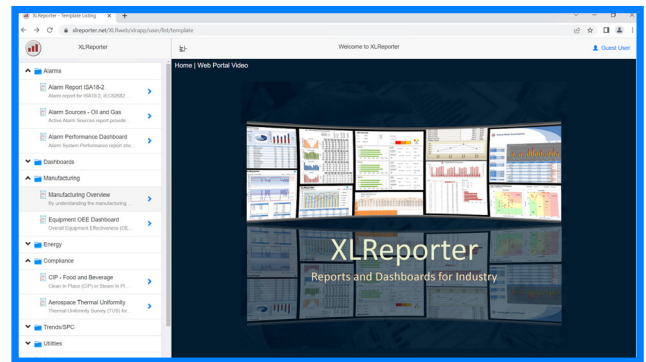 XLReporter - Template Listing
xlreporter.net/XLRweb/xlrapp/user/list/template
XLReporter
Welcome to XLReporter
Guest User
Home | Web Portal Video
Alarms
Alarm Report ISA18-2
Alarm report for ISA18.2, IEC62682 ...
Alarm Sources - Oil and Gas
Active Alarm Sources report provide...
Alarm Performance Dashboard
Alarm System Performance report sho...
Dashboards
Manufacturing
Manufacturing Overview
By understanding the manufacturing ...
Equipment OEE Dashboard
Overall Equipment Effectiveness (OE...
Energy
Compliance
CIP - Food and Beverage
Clean In Place (CIP) or Steam In Pl...
Aerospace Thermal Uniformity
Thermal Uniformity Survey (TUS) for...
Trends/SPC
Utilities
XLReporter
Reports and Dashboards for Industry